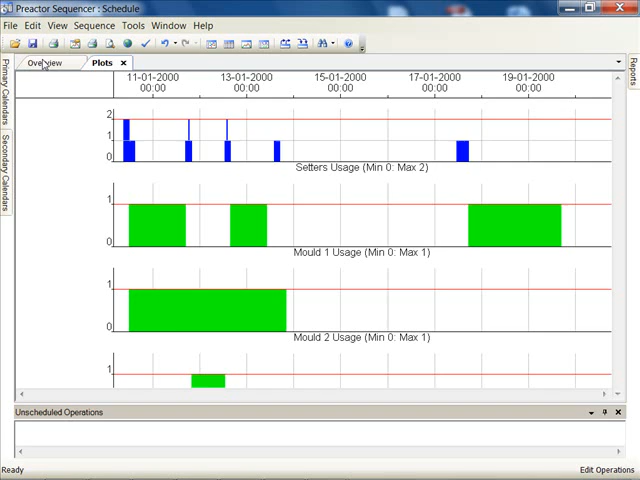 Preactor Sequencer : Schedule
File Edit View Sequence Tools Window Help
Overview Plots
Primary Calendars
Secondary Calendars
Reports
11-01-2000 13-01-2000 15-01-2000 17-01-2000 19-01-2000
00:00 00:00 00:00 00:00 00:00
2
1
0
Setters Usage (Min 0: Max 2)
1
0
Mould 1 Usage (Min 0: Max 1)
1
0
Mould 2 Usage (Min 0: Max 1)
1
Unscheduled Operations
Ready Edit Operations